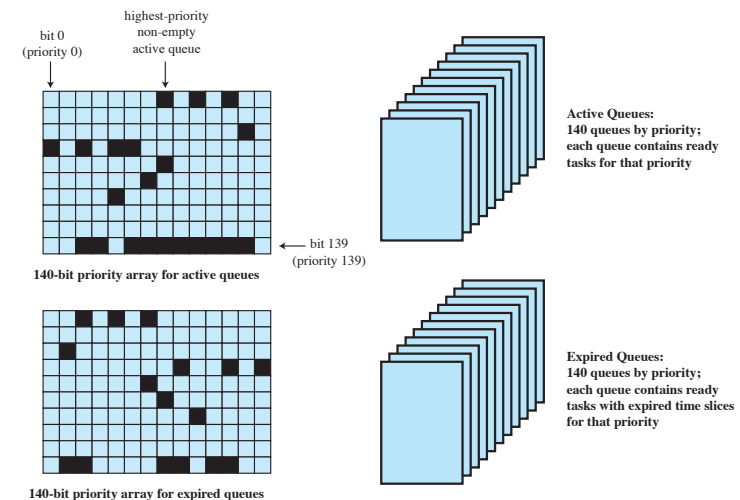 bit 0
(priority 0)
highest-priority
non-empty
active queue
Active Queues:
140 queues by priority;
each queue contains ready
tasks for that priority
bit 139
(priority 139)
140-bit priority array for active queues
Expired Queues:
140 queues by priority;
each queue contains ready
tasks with expired time slices
for that priority
140-bit priority array for expired queues